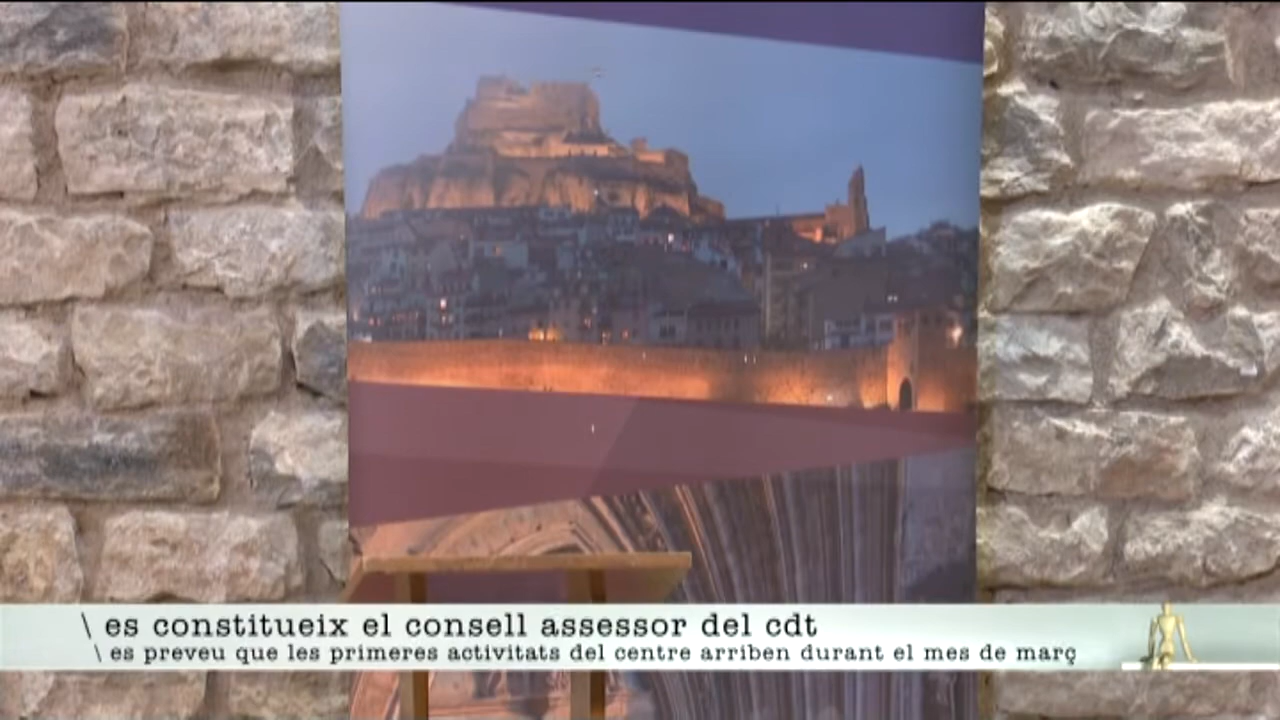 \ es constitueix el consell assessor del cdt
\ es preveu que les primeres activitats del centre arriben durant el mes de març